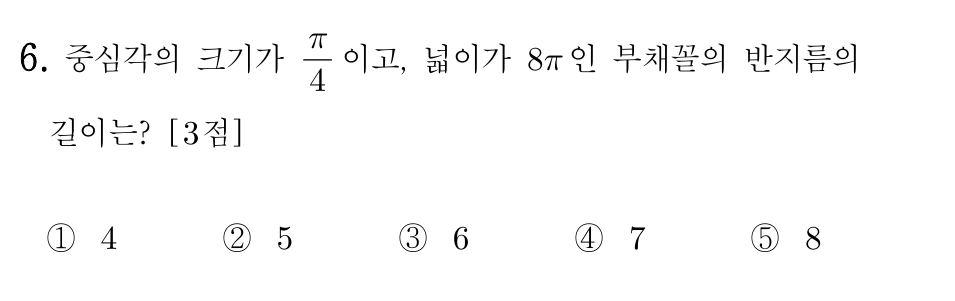 6. 중심각의 크기가 π/4 이고, 넓이가 8π인 부채꼴의 반지름의
길이는? [3점]
① 4 ② 5 ③ 6 ④ 7 ⑤ 8